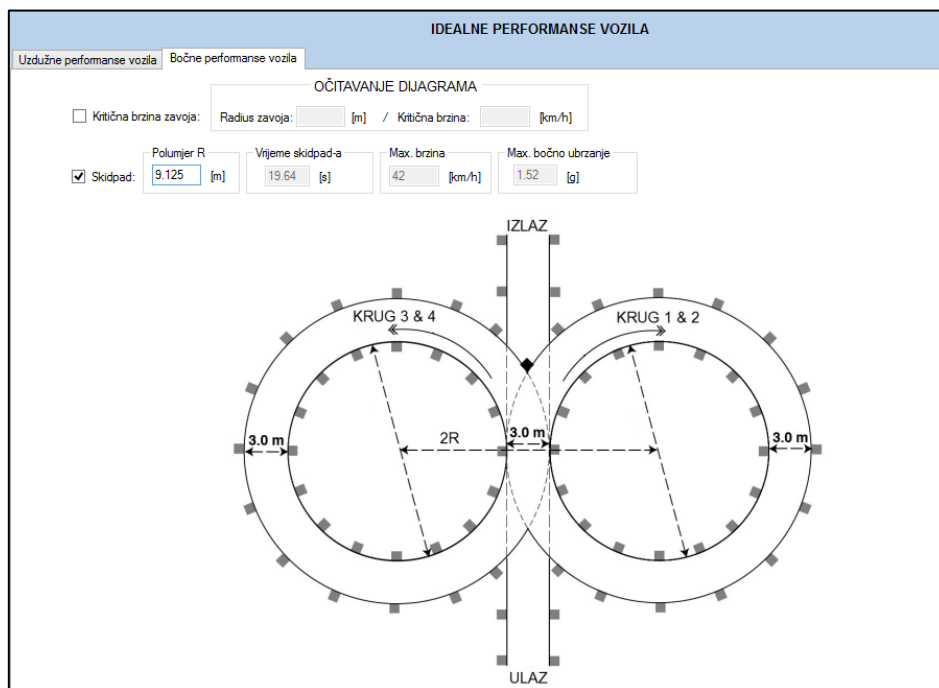 IDEALNE PERFORMANSE VOZILA
Uzdužne performanse vozila Bočne performanse vozila
OČITAVANJE DIJAGRAMA
Kritična brzina zavoja: Radius zavoja: [m] / Kritična brzina: [km/h]
Polumjer R Vrijeme skidpad-a Max. brzina Max. bočno ubrzanje
Skidpad: 9.125 [m] 19.64 [s] 42 [km/h] 1.52 [g]
IZLAZ
KRUG 3 & 4 KRUG 1 & 2
3.0 m 2R 3.0 m 3.0 m
ULAZ